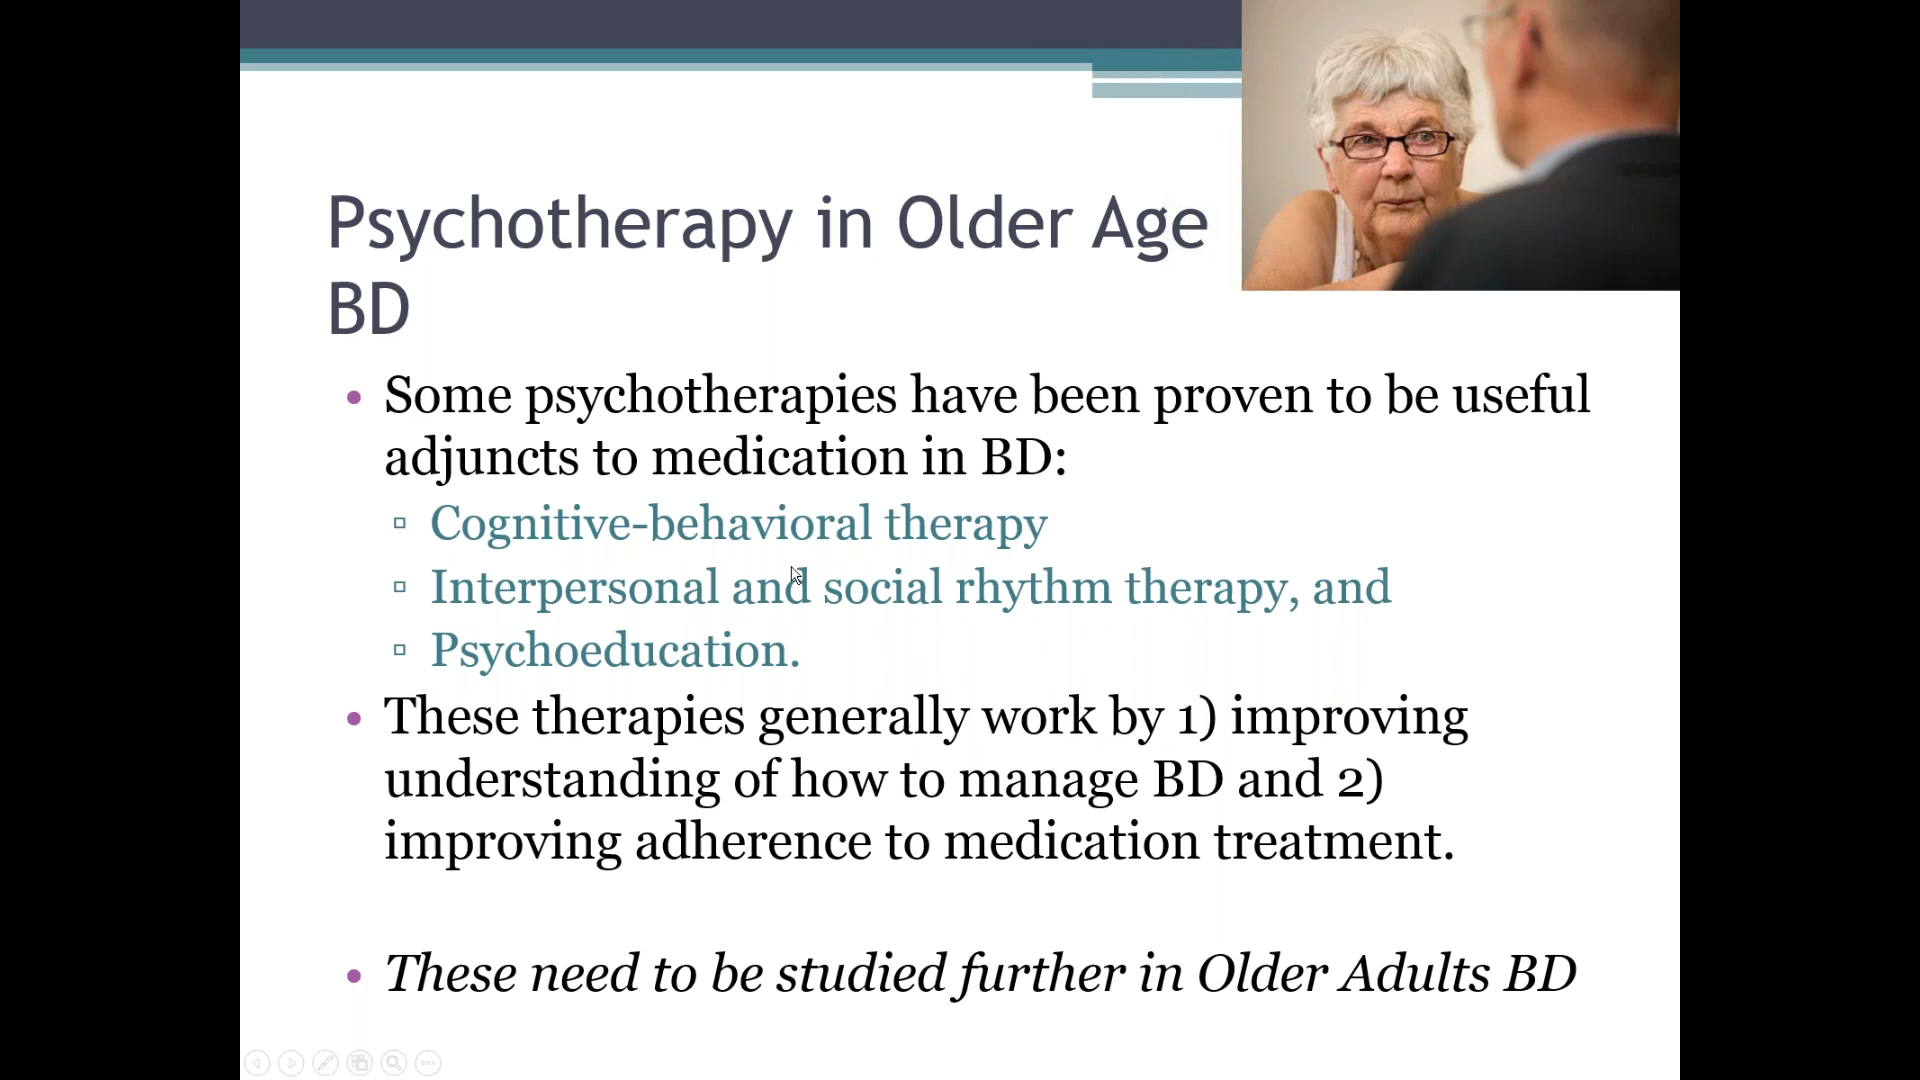 Psychotherapy in Older Age
BD
• Some psychotherapies have been proven to be useful
adjuncts to medication in BD:
▫ Cognitive-behavioral therapy
▫ Interpersonal and social rhythm therapy, and
▫ Psychoeducation.
• These therapies generally work by 1) improving
understanding of how to manage BD and 2)
improving adherence to medication treatment.
• These need to be studied further in Older Adults BD